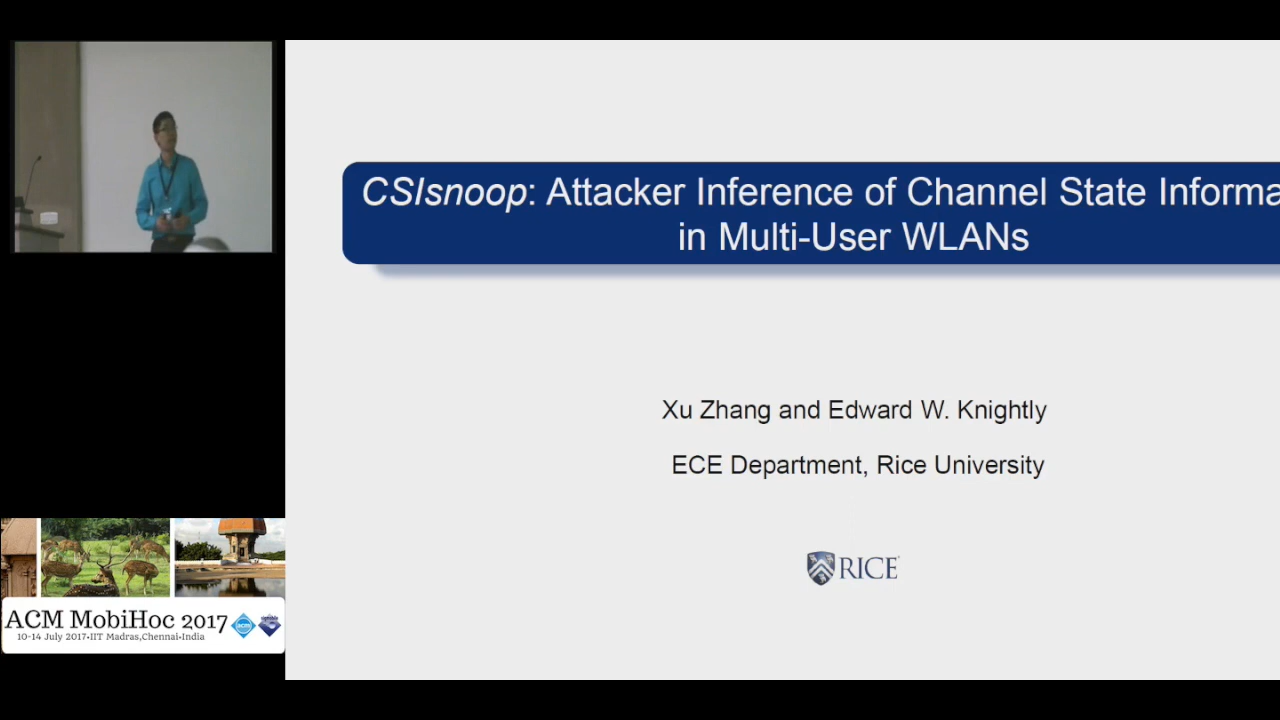 CSIsnoop: Attacker Inference of Channel State Informa
in Multi-User WLANs
Xu Zhang and Edward W. Knightly
ECE Department, Rice University
RICE
ACM MobiHoc 2017
10-14 July 2017•IIT Madras,Chennai•India
acm